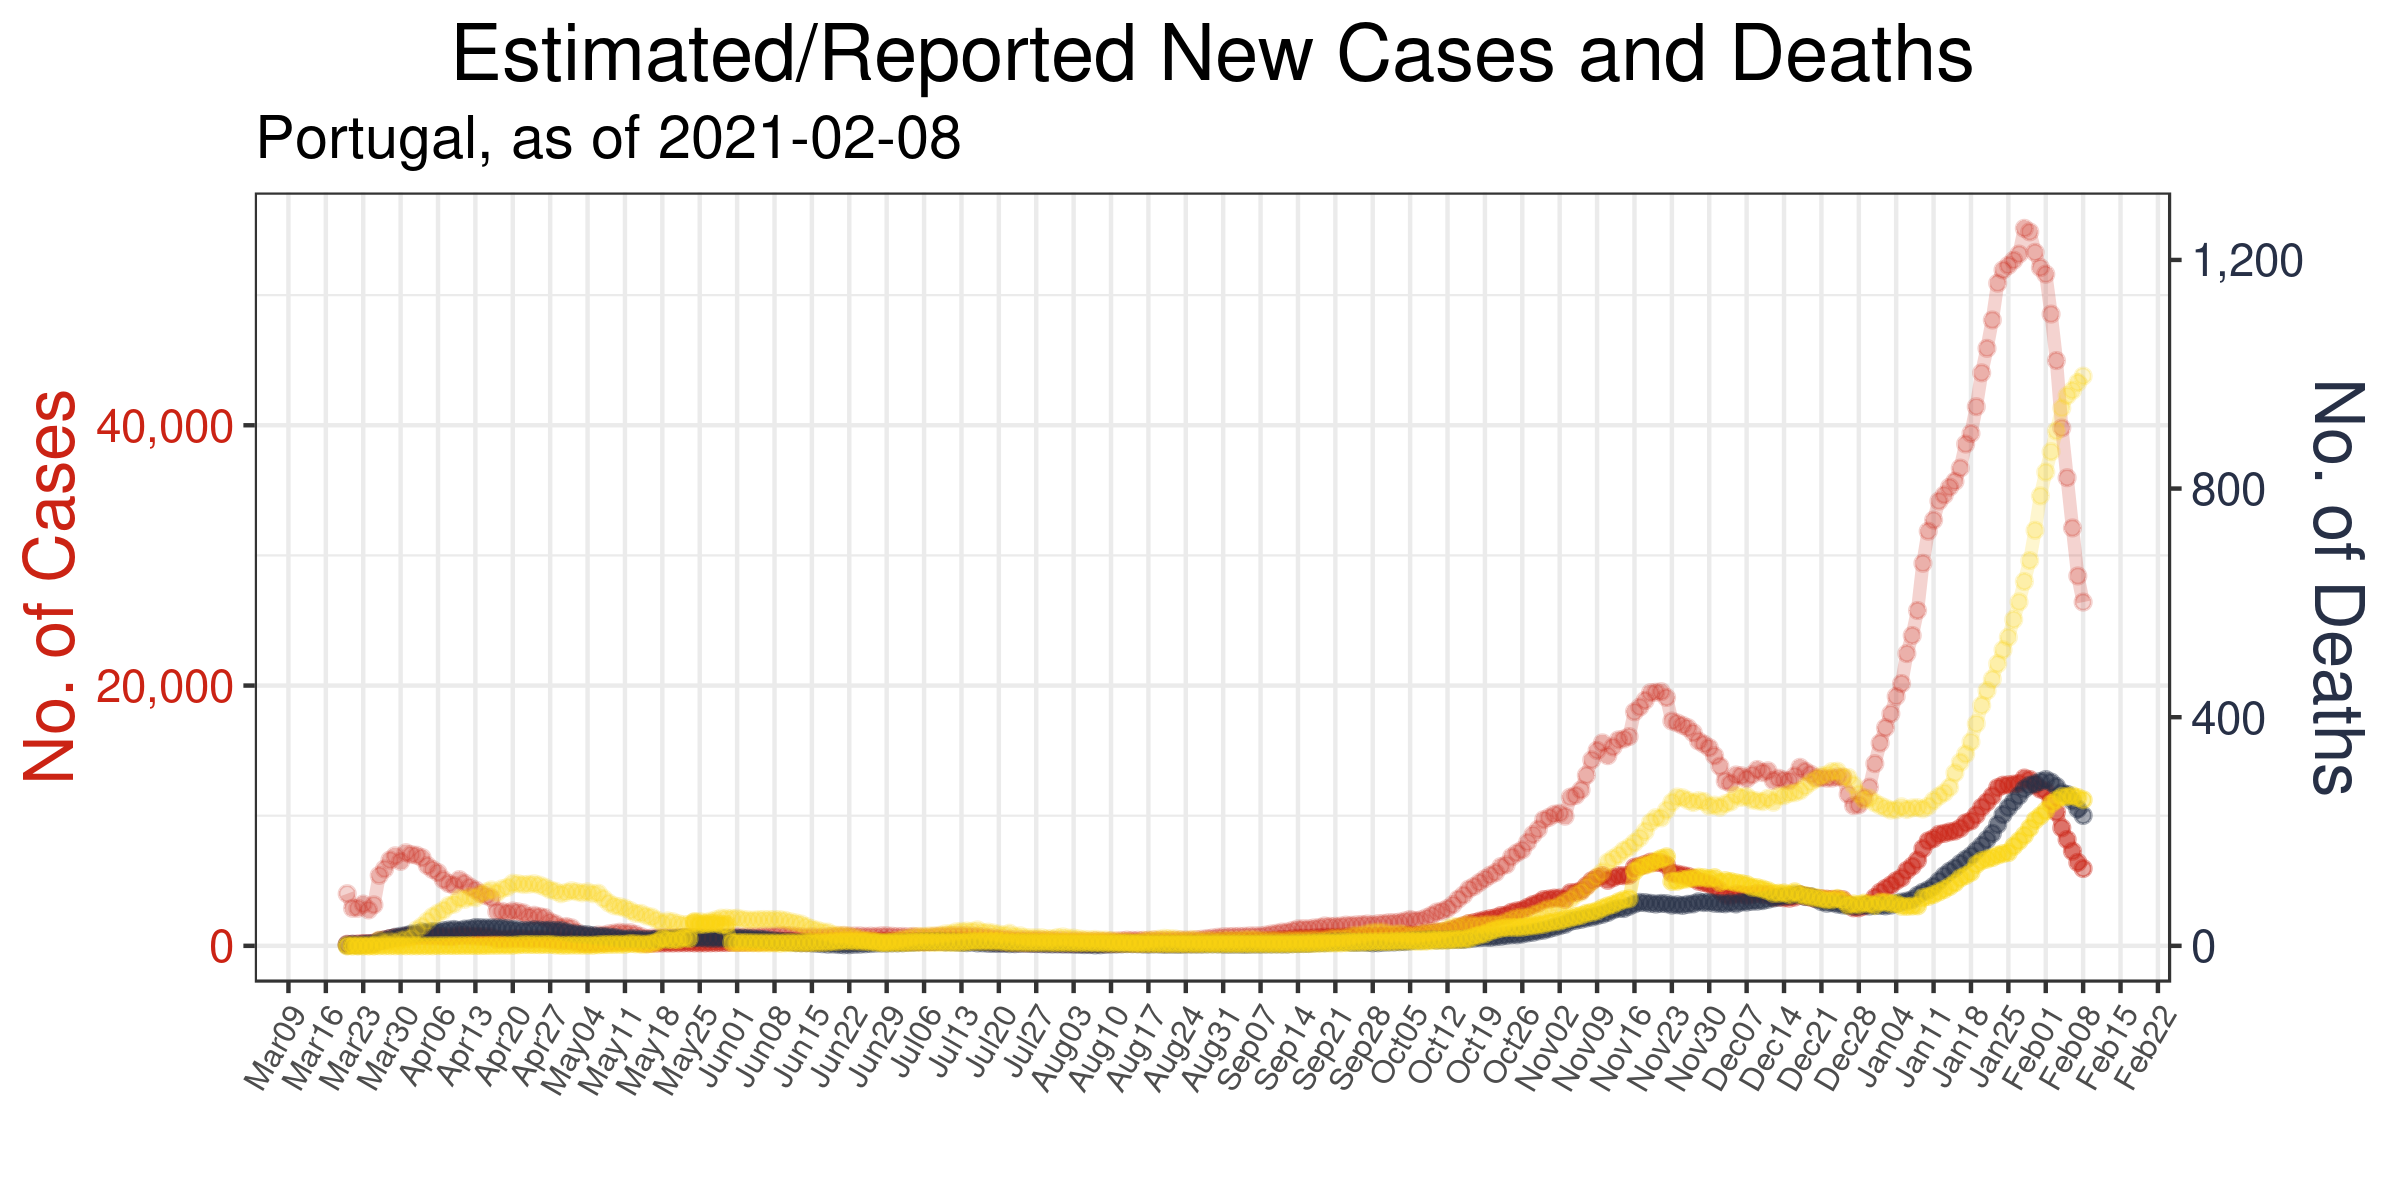 Estimated/Reported New Cases and Deaths
Portugal, as of 2021-02-08
No. of Cases
40,000
20,000
0
1,200
800
400
0
No. of Deaths
Mar09
Mar16
Mar23
Mar30
Apr06
Apr13
Apr20
Apr27
May04
May11
May18
May25
Jun01
Jun08
Jun15
Jun22
Jun29
Jul06
Jul13
Jul20
Jul27
Aug03
Aug10
Aug17
Aug24
Aug31
Sep07
Sep14
Sep21
Sep28
Oct05
Oct12
Oct19
Oct26
Nov02
Nov09
Nov16
Nov23
Nov30
Dec07
Dec14
Dec21
Dec28
Jan04
Jan11
Jan18
Jan25
Feb01
Feb08
Feb15
Feb22